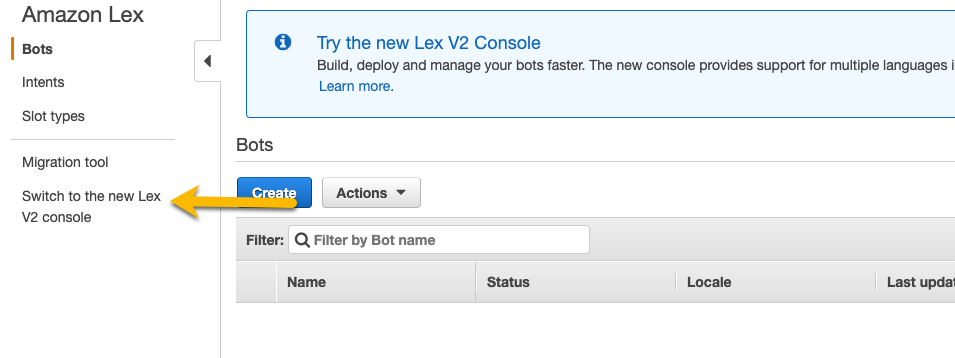 Amazon Lex
Bots
Intents
Slot types
Migration tool
Switch to the new Lex
V2 console
Try the new Lex V2 Console
Build, deploy and manage your bots faster. The new console provides support for multiple languages i
Learn more.
Bots
Create
Actions
Filter:
Filter by Bot name
Name
Status
Locale
Last updat